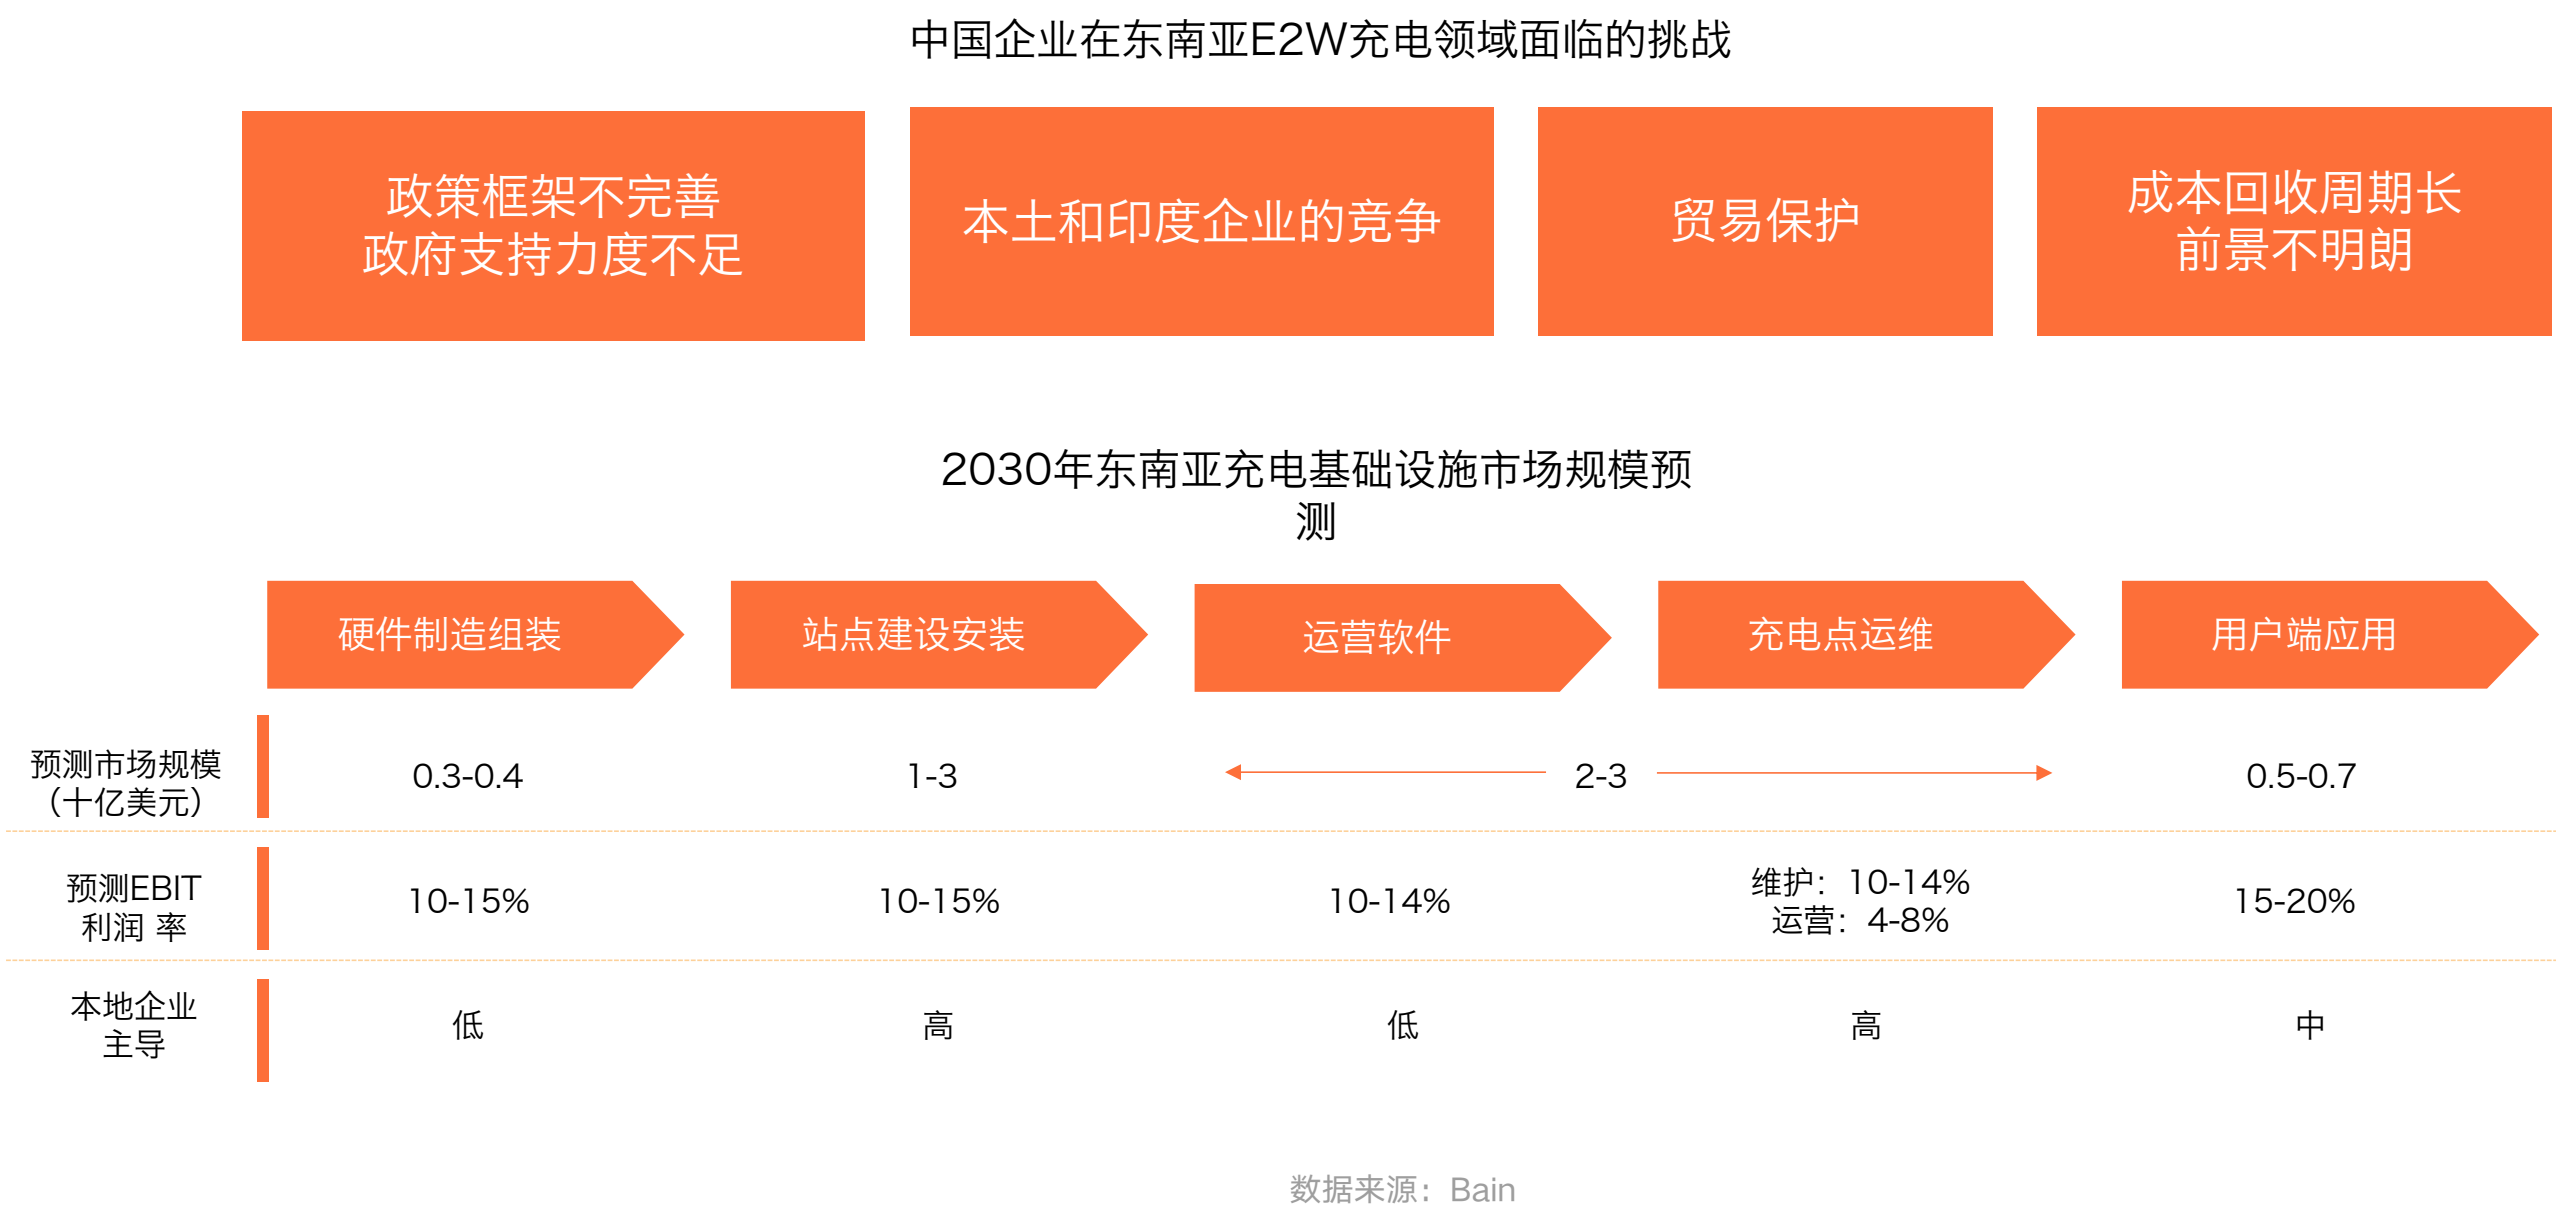 中国企业在东南亚E2W充电领域面临的挑战
政策框架不完善
政府支持力度不足
本土和印度企业的竞争
贸易保护
成本回收周期长
前景不明朗
2030年东南亚充电基础设施市场规模预
测
硬件制造组装
站点建设安装
运营软件
充电点运维
用户端应用
预测市场规模
（十亿美元）
0.3-0.4
1-3
2-3
0.5-0.7
预测EBIT
利润 率
10-15%
10-15%
10-14%
维护：10-14%
运营：4-8%
15-20%
本地企业
主导
低
高
低
高
中
数据来源：Bain